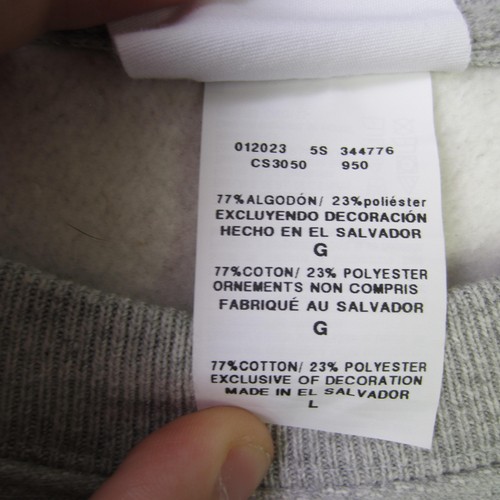 012023 5S 344776
CS3050 950
77%ALGODÓN/ 23%poliéster
EXCLUYENDO DECORACIÓN
HECHO EN EL SALVADOR
G
77%COTON/ 23% POLYESTER
ORNEMENTS NON COMPRIS
FABRIQUÉ AU SALVADOR
G
77%COTTON/ 23% POLYESTER
EXCLUSIVE OF DECORATION
MADE IN EL SALVADOR
L